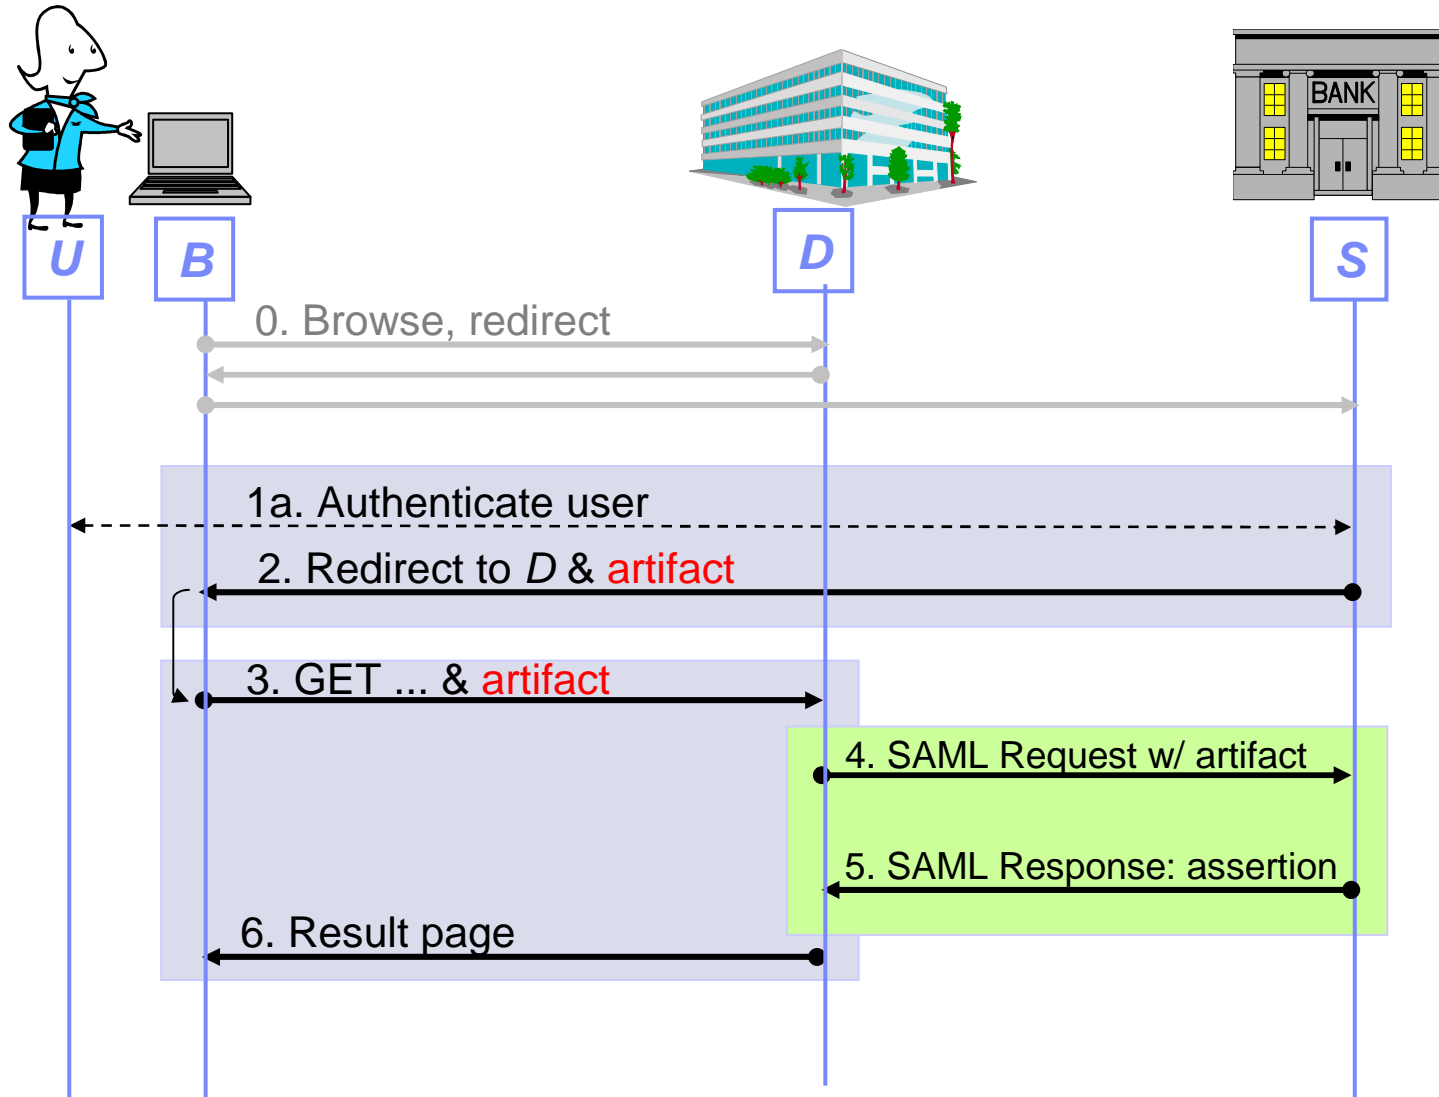 BANK
U
B
D
S
0. Browse, redirect
1a. Authenticate user
2. Redirect to D & artifact
3. GET ... & artifact
4. SAML Request w/ artifact
5. SAML Response: assertion
6. Result page